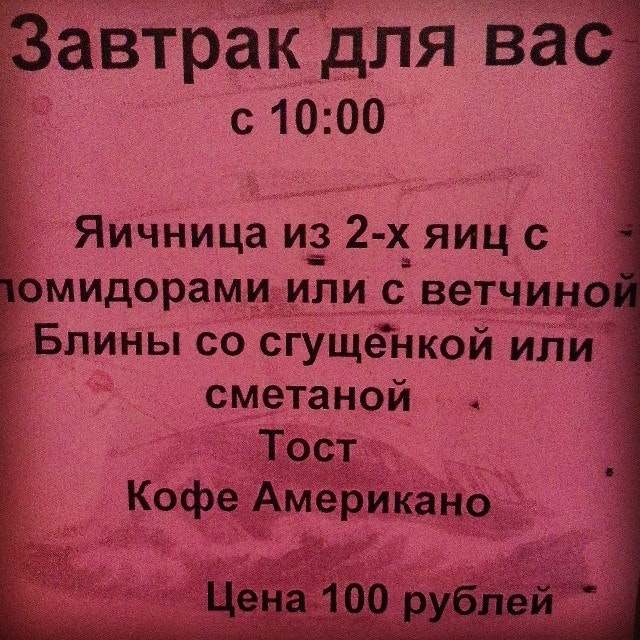 Завтрак для вас
с 10:00
Яичница из 2-х яиц с
помидорами или с ветчиной
Блины со сгущенкой или
сметаной
Тост
Кофе Американо
Цена 100 рублей